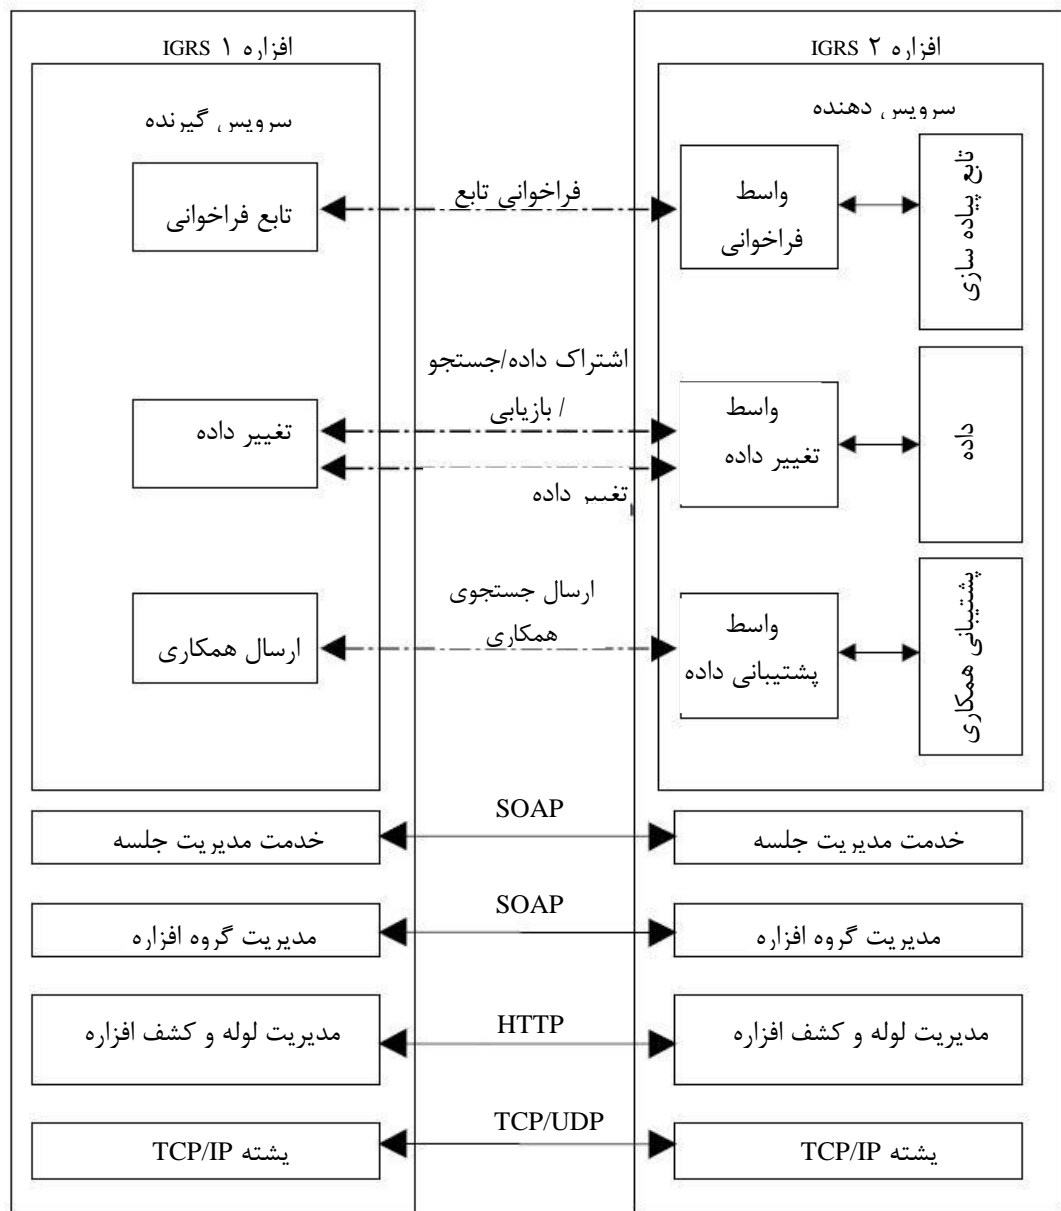 افزاره ۱ IGRS
افزاره ۲ IGRS
سرویس گیرنده
سرویس دهنده
تابع فراخوانی
فراخوانی تابع
واسط
فراخوانی
تابع پیاده سازی
اشتراک داده/جستجو
/ بازیابی
تغییر داده
تغییر داده
واسط
تغییر داده
داده
ارسال جستجوی
همکاری
ارسال همکاری
واسط
پشتیبانی داده
پشتیبانی همکاری
خدمت مدیریت جلسه
SOAP
خدمت مدیریت جلسه
مدیریت گروه افزاره
SOAP
مدیریت گروه افزاره
مدیریت لوله و کشف افزاره
HTTP
مدیریت لوله و کشف افزاره
پشته TCP/IP
TCP/UDP
پشته TCP/IP